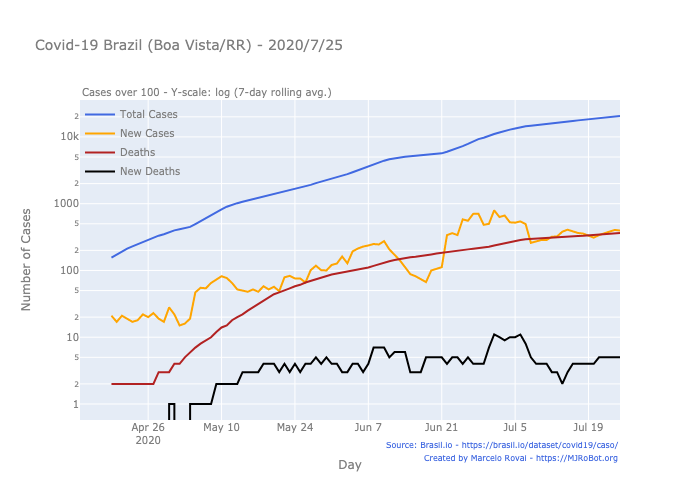 Covid-19 Brazil (Boa Vista/RR) - 2020/7/25
Cases over 100 - Y-scale: log (7-day rolling avg.)
Total Cases
New Cases
Deaths
New Deaths
2
10k
5
2
1000
5
2
100
5
2
10
5
2
1
Number of Cases
Apr 26
2020
May 10
May 24
Jun 7
Jun 21
Jul 5
Jul 19
Day
Source: Brasil.io - https://brasil.io/dataset/covid19/caso/
Created by Marcelo Rovai - https://MJRoBot.org